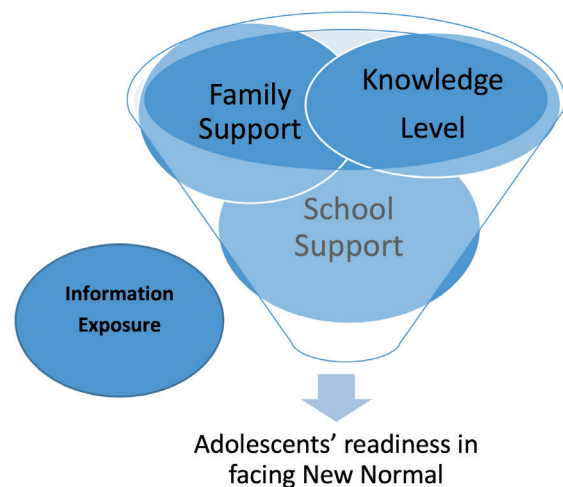 Family
Support
Knowledge
Level
School
Support
Information
Exposure
Adolescents’ readiness in
facing New Normal